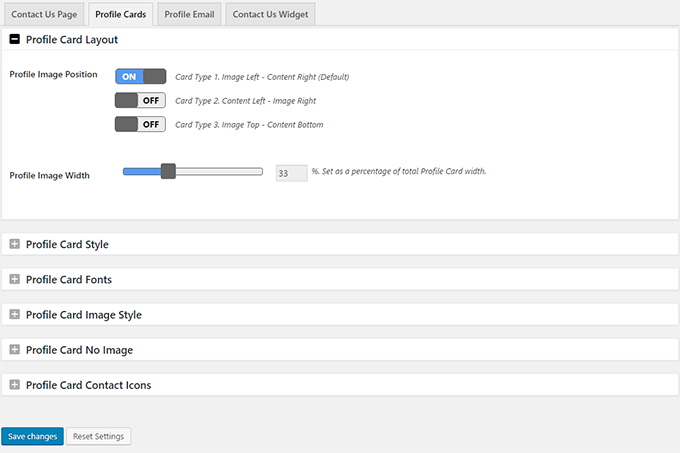 Contact Us Page Profile Cards Profile Email Contact Us Widget
Profile Card Layout
Profile Image Position ON Card Type 1. Image Left - Content Right (Default)
OFF Card Type 2. Content Left - Image Right
OFF Card Type 3. Image Top - Content Bottom
Profile Image Width 33 %. Set as a percentage of total Profile Card width.
Profile Card Style
Profile Card Fonts
Profile Card Image Style
Profile Card No Image
Profile Card Contact Icons
Save changes Reset Settings